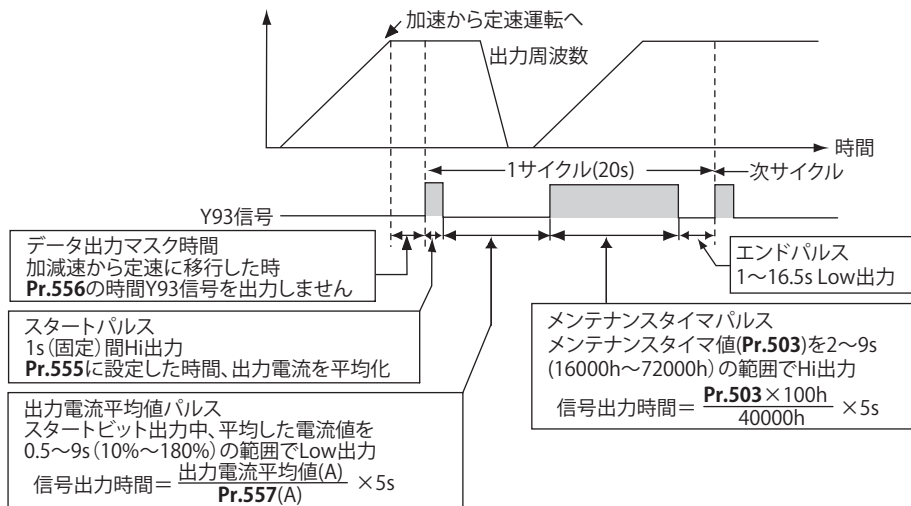 加速から定速運転へ
出力周波数
時間
1サイクル(20s)
次サイクル
Y93信号
データ出力マスク時間
加減速から定速に移行した時
Pr.556の時間Y93信号を出力しません
エンドパルス
1～16.5s Low出力
スタートパルス
1s(固定)間Hi出力
Pr.555に設定した時間、出力電流を平均化
メンテナンスタイマパルス
メンテナンスタイマ値(Pr.503)を2～9s
(16000h～72000h)の範囲でHi出力
信号出力時間＝ Pr.503×100h
40000h
×5s
出力電流平均値パルス
スタートビット出力中、平均した電流値を
0.5～9s(10%～180%)の範囲でLow出力
信号出力時間＝ 出力電流平均値(A)
Pr.557(A)
×5s